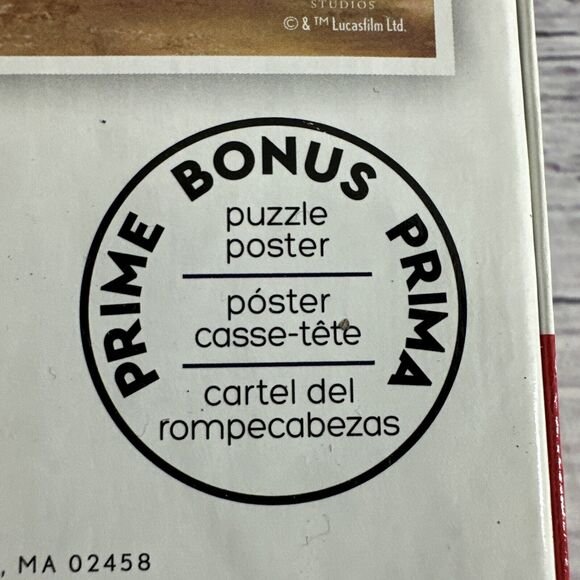 STUDIOS
© & ™ Lucasfilm Ltd.
PRIME BONUS PRIMA
puzzle
poster
póster
casse-tête
cartel del
rompecabezas
, MA 02458